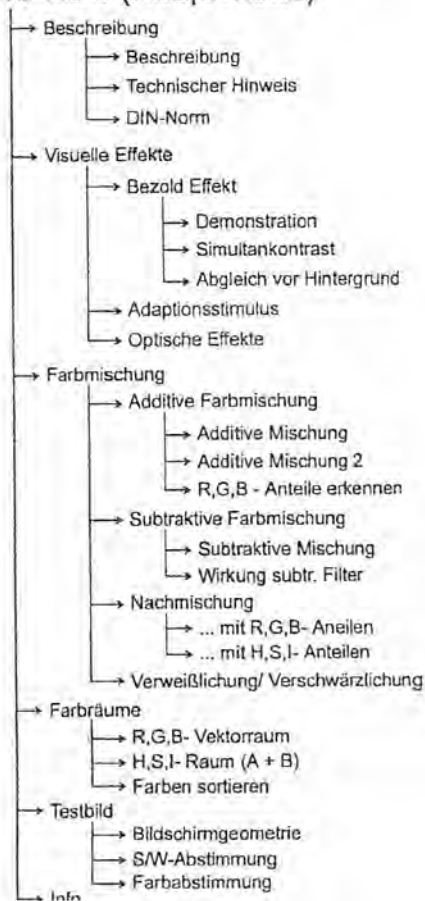 Beschreibung
Beschreibung
Technischer Hinweis
DIN-Norm
Visuelle Effekte
Bezold Effekt
Demonstration
Simultankontrast
Abgleich vor Hintergrund
Adaptionsstimulus
Optische Effekte
Farbmischung
Additive Farbmischung
Additive Mischung
Additive Mischung 2
R,G,B - Anteile erkennen
Subtraktive Farbmischung
Subtraktive Mischung
Wirkung subtr. Filter
Nachmischung
... mit R,G,B- Aneilen
... mit H,S,I- Anteilen
Verweißlichung/ Verschwärzlichung
Farbräume
R,G,B- Vektorraum
H,S,I- Raum (A + B)
Farben sortieren
Testbild
Bildschirmgeometrie
S/W-Abstimmung
Farbabstimmung
Info